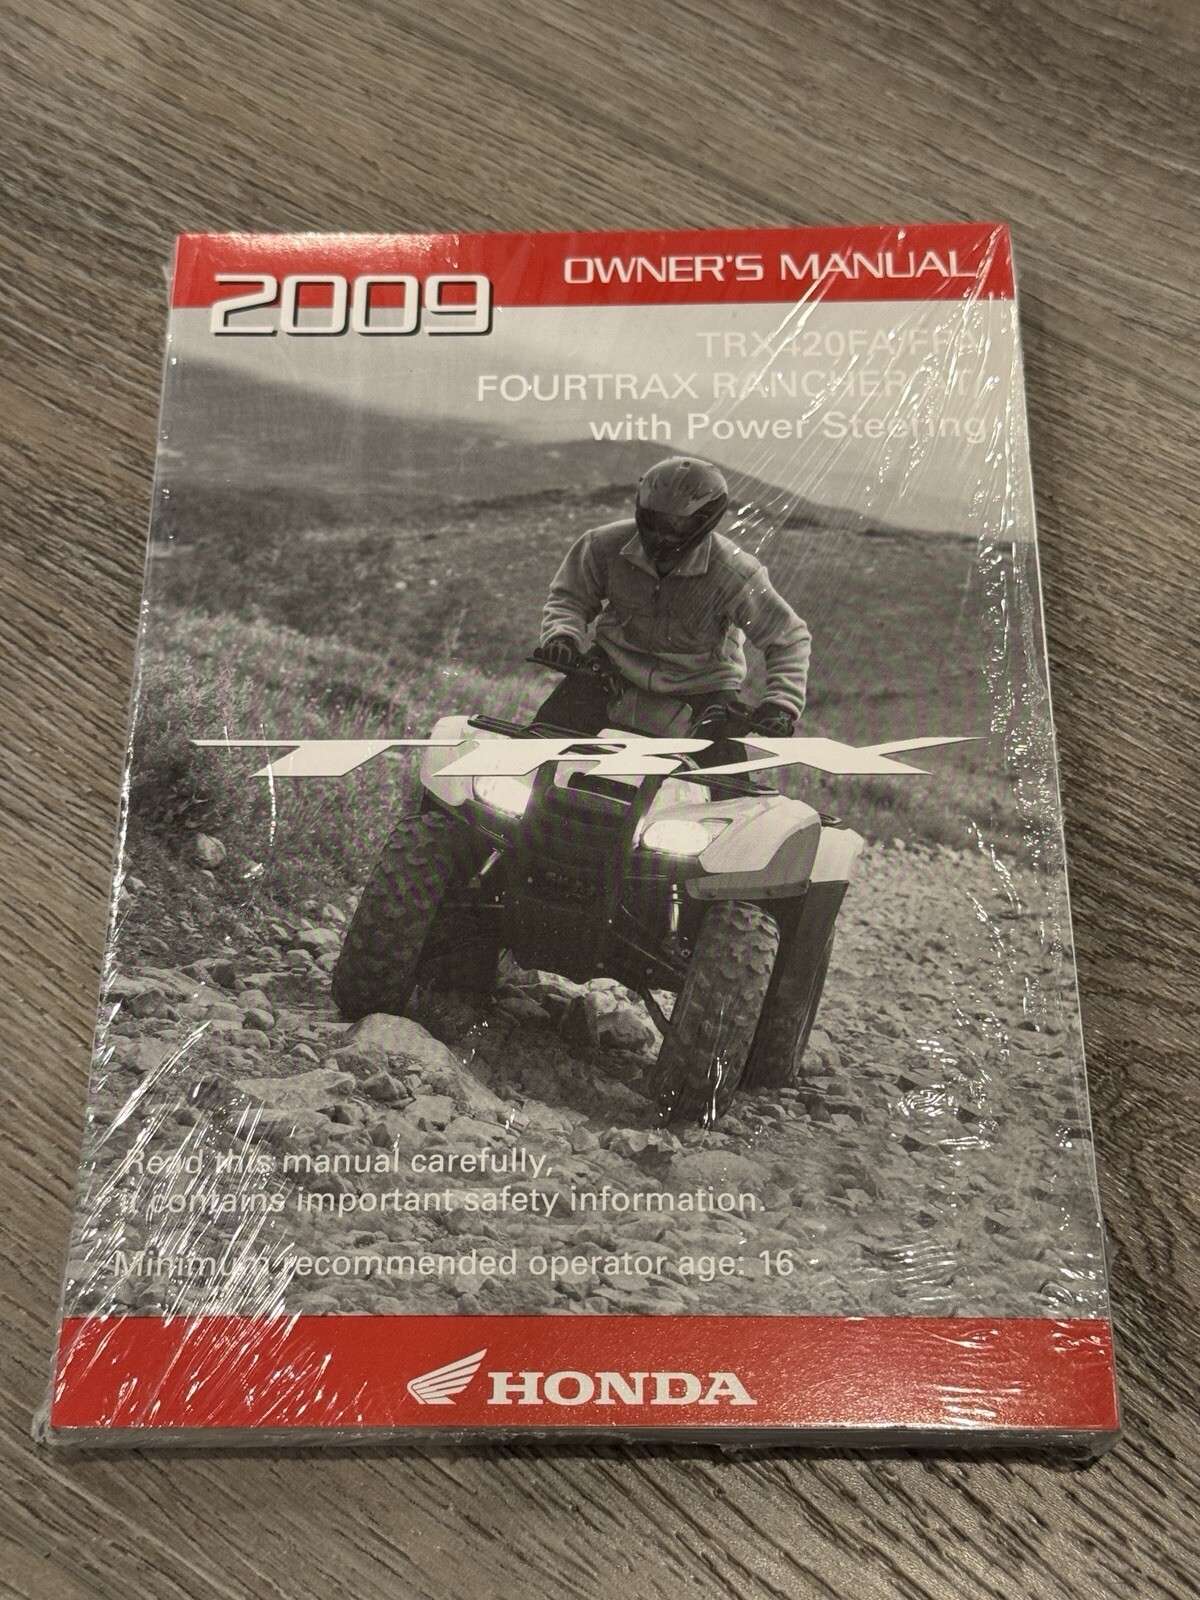 2009
OWNER'S MANUAL
TRX420FA/FPA
FOURTRAX RANCHER AT/
with Power Steering
TRX
Read this manual carefully,
it contains important safety information.
Minimum recommended operator age: 16
HONDA